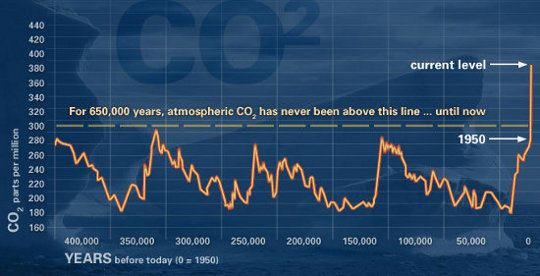 CO2
440
420
400
380
360
340
320
300
280
260
240
220
200
180
160
CO2 parts per million
current level
For 650,000 years, atmospheric CO2 has never been above this line ... until now
1950
400,000 350,000 300,000 250,000 200,000 150,000 100,000 50,000 0
YEARS before today (0 = 1950)